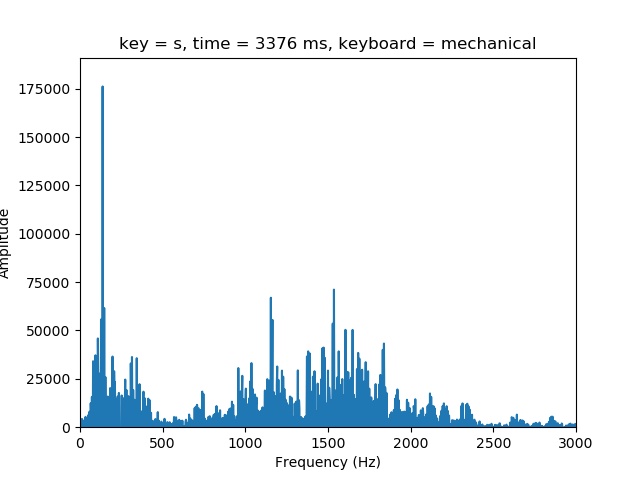 key = s, time = 3376 ms, keyboard = mechanical
175000
150000
125000
100000
75000
50000
25000
0
Amplitude
0 500 1000 1500 2000 2500 3000
Frequency (Hz)